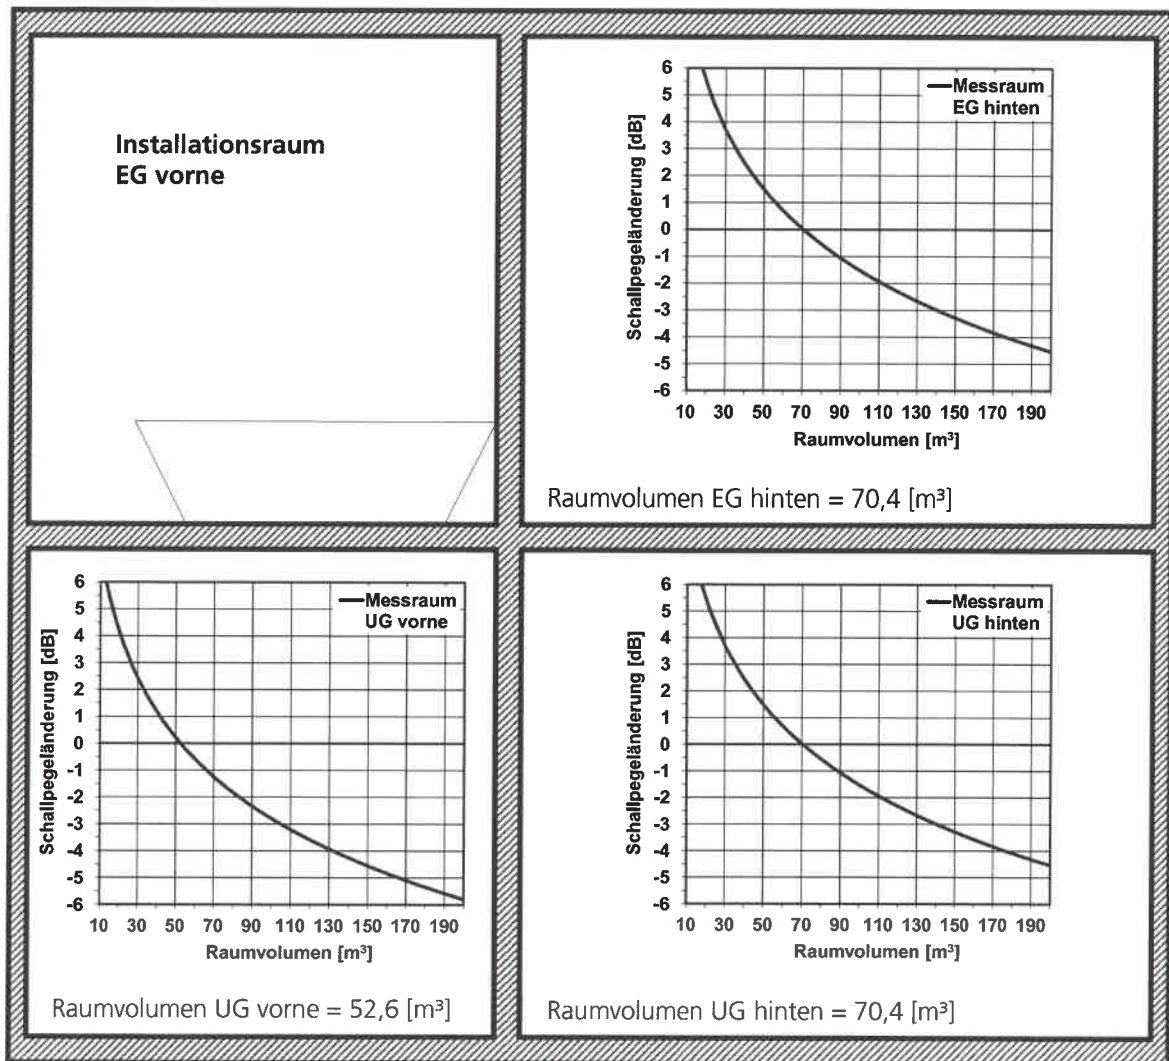 Installationsraum
EG vorne
Schallpegeländerung [dB]
6
5
4
3
2
1
0
-1
-2
-3
-4
-5
-6
Messraum
EG hinten
10 30 50 70 90 110 130 150 170 190
Raumvolumen [m³]
Raumvolumen EG hinten = 70,4 [m³]
Schallpegeländerung [dB]
6
5
4
3
2
1
0
-1
-2
-3
-4
-5
-6
Messraum
UG vorne
10 30 50 70 90 110 130 150 170 190
Raumvolumen [m³]
Raumvolumen UG vorne = 52,6 [m³]
Schallpegeländerung [dB]
6
5
4
3
2
1
0
-1
-2
-3
-4
-5
-6
Messraum
UG hinten
10 30 50 70 90 110 130 150 170 190
Raumvolumen [m³]
Raumvolumen UG hinten = 70,4 [m³]